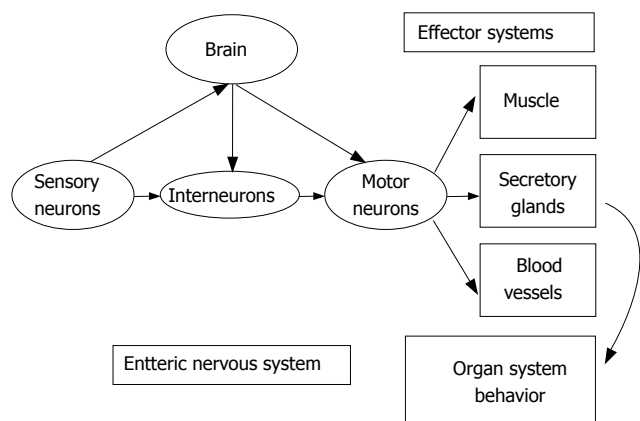 Effector systems
Brain
Muscle
Sensory
neurons
Interneurons
Motor
neurons
Secretory
glands
Blood
vessels
Entteric nervous system
Organ system
behavior